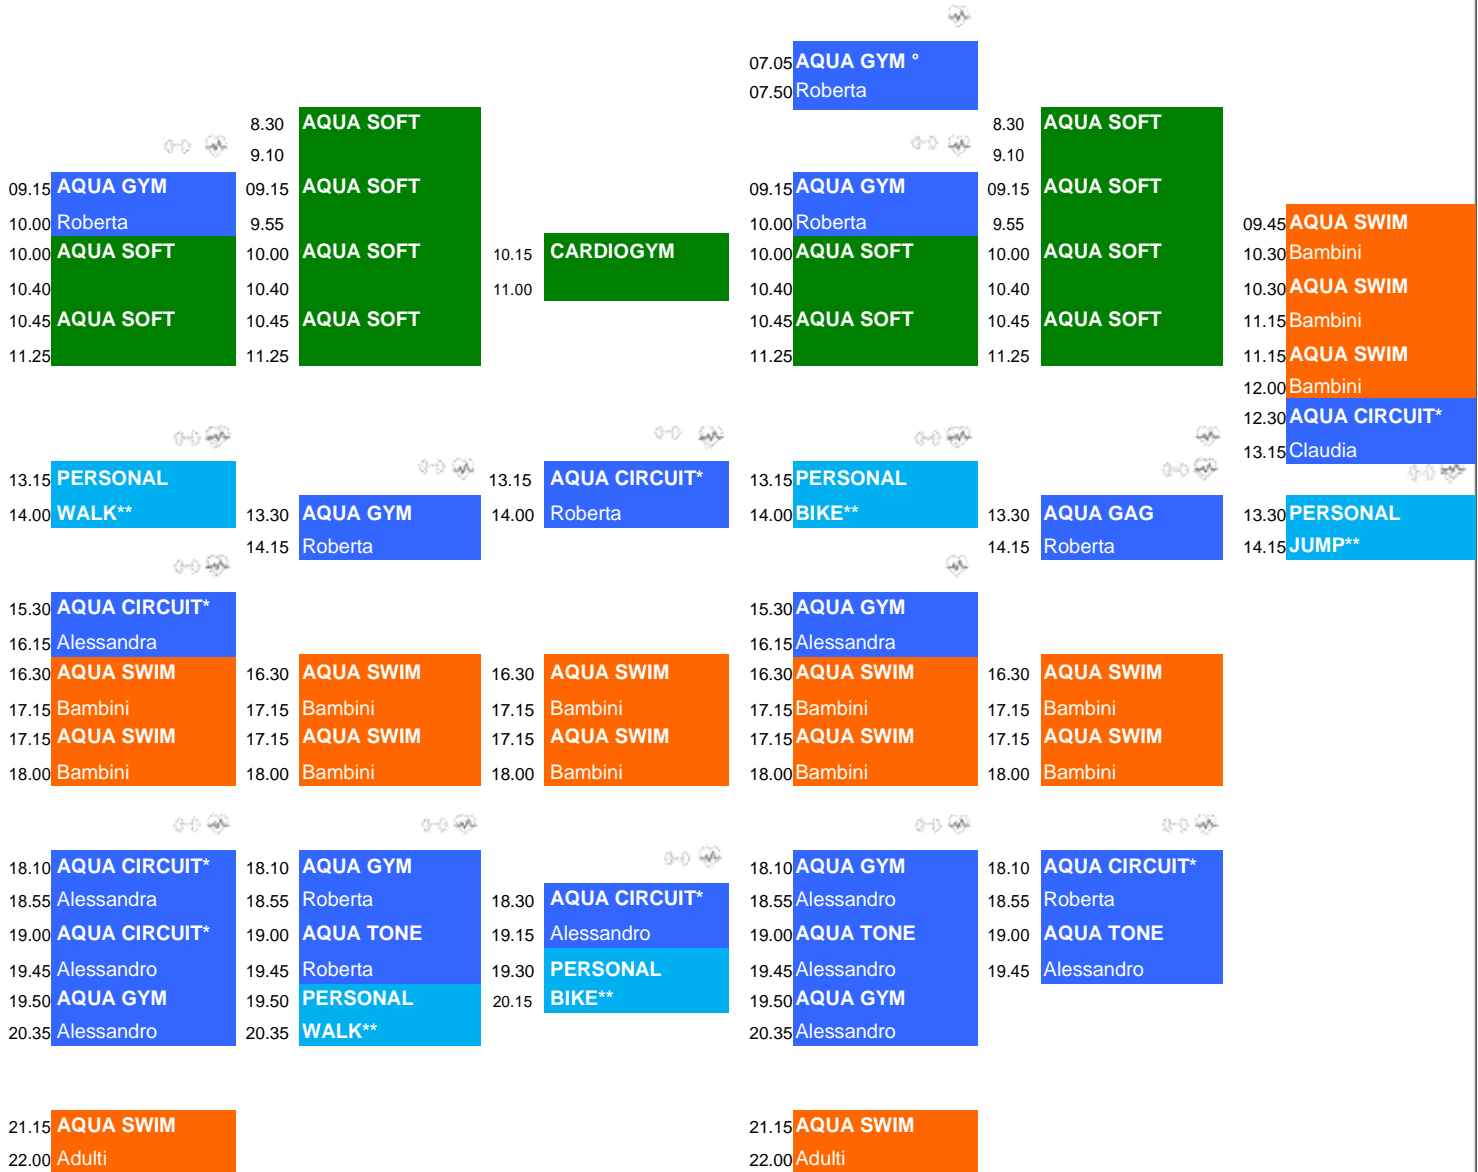 07.05 AQUA GYM °
07.50 Roberta
8.30 AQUA SOFT 8.30 AQUA SOFT
9.10 9.10
09.15 AQUA GYM 09.15 AQUA SOFT 09.15 AQUA GYM 09.15 AQUA SOFT
10.00 Roberta 9.55 10.00 Roberta 9.55 09.45 AQUA SWIM
10.00 AQUA SOFT 10.00 AQUA SOFT 10.15 CARDIOGYM 10.00 AQUA SOFT 10.00 AQUA SOFT 10.30 Bambini
10.40 10.40 11.00 10.40 10.40 10.30 AQUA SWIM
10.45 AQUA SOFT 10.45 AQUA SOFT 10.45 AQUA SOFT 10.45 AQUA SOFT 11.15 Bambini
11.25 11.25 11.25 11.25 11.15 AQUA SWIM
12.00 Bambini
12.30 AQUA CIRCUIT*
13.15 Claudia
13.15 PERSONAL 13.15 AQUA CIRCUIT* 13.15 PERSONAL
14.00 WALK** 13.30 AQUA GYM 14.00 Roberta 14.00 BIKE** 13.30 AQUA GAG 13.30 PERSONAL
14.15 Roberta 14.15 Roberta 14.15 JUMP**
15.30 AQUA CIRCUIT* 15.30 AQUA GYM
16.15 Alessandra 16.15 Alessandra
16.30 AQUA SWIM 16.30 AQUA SWIM 16.30 AQUA SWIM 16.30 AQUA SWIM 16.30 AQUA SWIM
17.15 Bambini 17.15 Bambini 17.15 Bambini 17.15 Bambini 17.15 Bambini
17.15 AQUA SWIM 17.15 AQUA SWIM 17.15 AQUA SWIM 17.15 AQUA SWIM 17.15 AQUA SWIM
18.00 Bambini 18.00 Bambini 18.00 Bambini 18.00 Bambini 18.00 Bambini
18.10 AQUA CIRCUIT* 18.10 AQUA GYM 18.10 AQUA GYM 18.10 AQUA CIRCUIT*
18.55 Alessandra 18.55 Roberta 18.30 AQUA CIRCUIT* 18.55 Alessandro 18.55 Roberta
19.00 AQUA CIRCUIT* 19.00 AQUA TONE 19.15 Alessandro 19.00 AQUA TONE 19.00 AQUA TONE
19.45 Alessandro 19.45 Roberta 19.30 PERSONAL 19.45 Alessandro 19.45 Alessandro
19.50 AQUA GYM 19.50 PERSONAL 20.15 BIKE** 19.50 AQUA GYM
20.35 Alessandro 20.35 WALK** 20.35 Alessandro
21.15 AQUA SWIM 21.15 AQUA SWIM
22.00 Adulti 22.00 Adulti